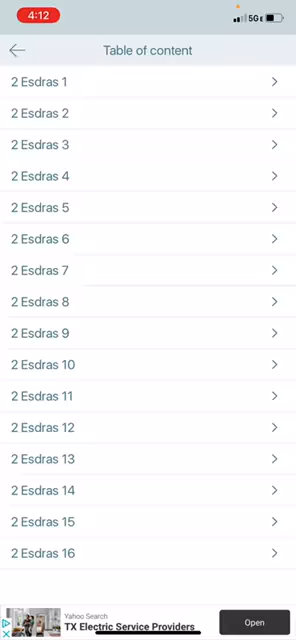 4:12
5G E
Table of content
2 Esdras 1
2 Esdras 2
2 Esdras 3
2 Esdras 4
2 Esdras 5
2 Esdras 6
2 Esdras 7
2 Esdras 8
2 Esdras 9
2 Esdras 10
2 Esdras 11
2 Esdras 12
2 Esdras 13
2 Esdras 14
2 Esdras 15
2 Esdras 16
Yahoo Search
TX Electric Service Providers
Open